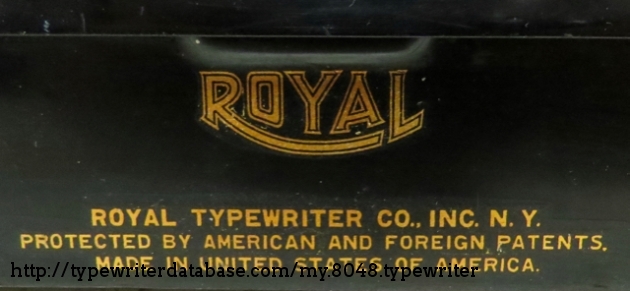 ROYAL
ROYAL TYPEWRITER CO., INC. N. Y.
PROTECTED BY AMERICAN AND FOREIGN PATENTS.
MADE IN UNITED STATES OF AMERICA.
http://typewriterdatabase.com/my.8048.typewriter